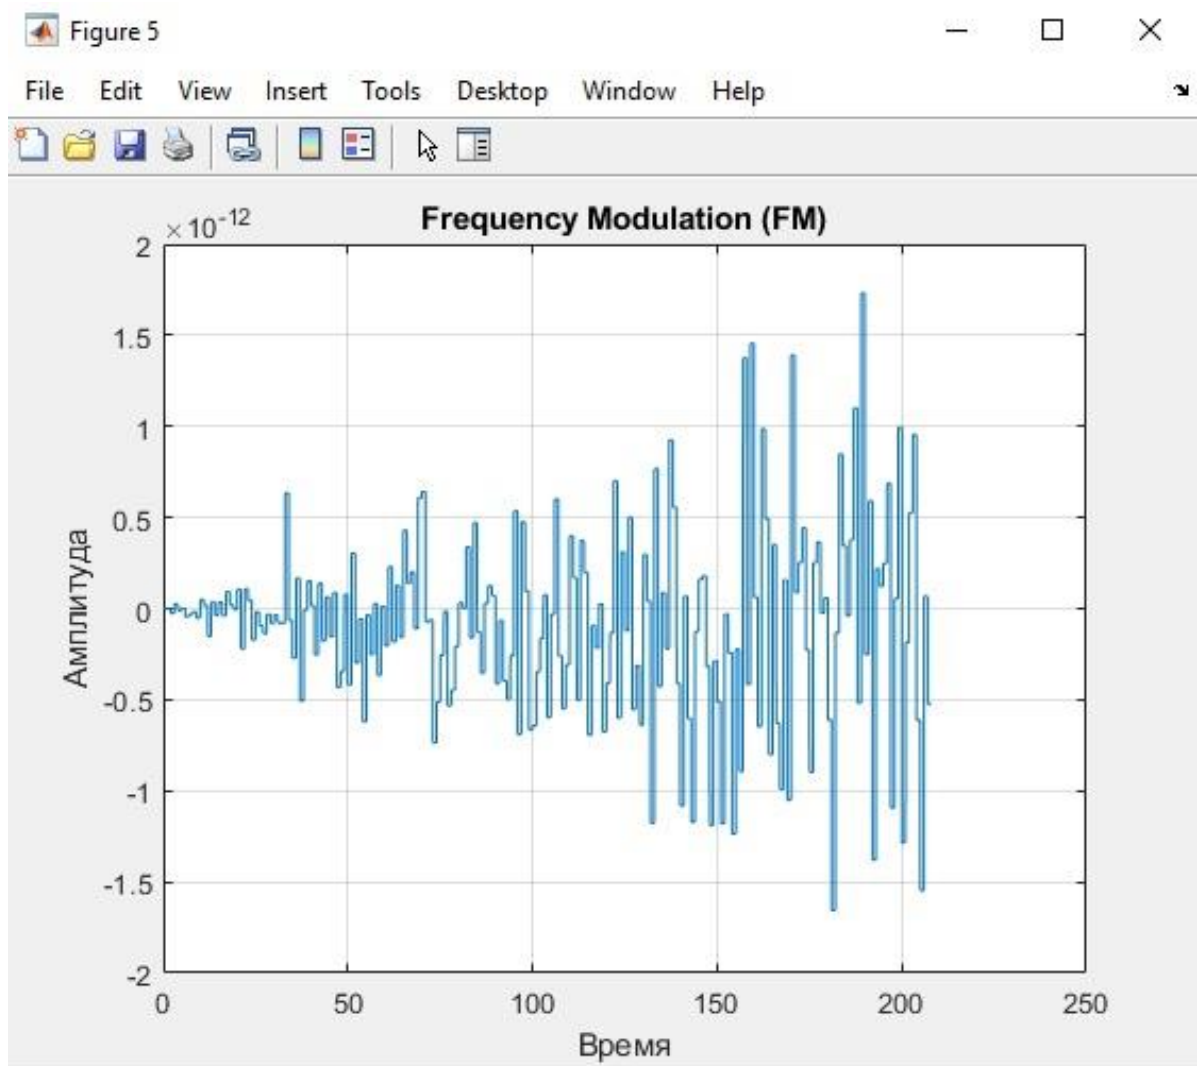 Figure 5
File Edit View Insert Tools Desktop Window Help
×10-12
Frequency Modulation (FM)
2
1.5
1
0.5
0
-0.5
-1
-1.5
-2
Амплитуда
0 50 100 150 200 250
Время